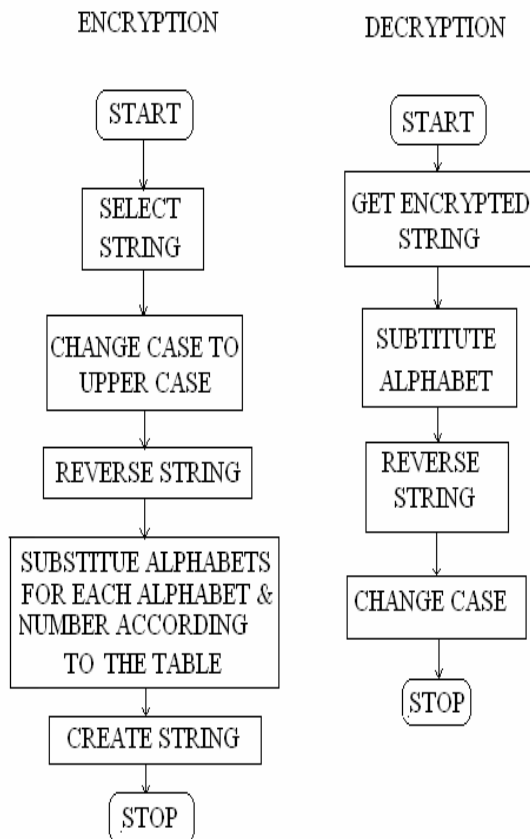 ENCRYPTION
START
SELECT
STRING
CHANGE CASE TO
UPPER CASE
REVERSE STRING
SUBSTITUE ALPHABETS
FOR EACH ALPHABET &
NUMBER ACCORDING
TO THE TABLE
CREATE STRING
STOP
DECRYPTION
START
GET ENCRYPTED
STRING
SUBTITUTE
ALPHABET
REVERSE
STRING
CHANGE CASE
STOP